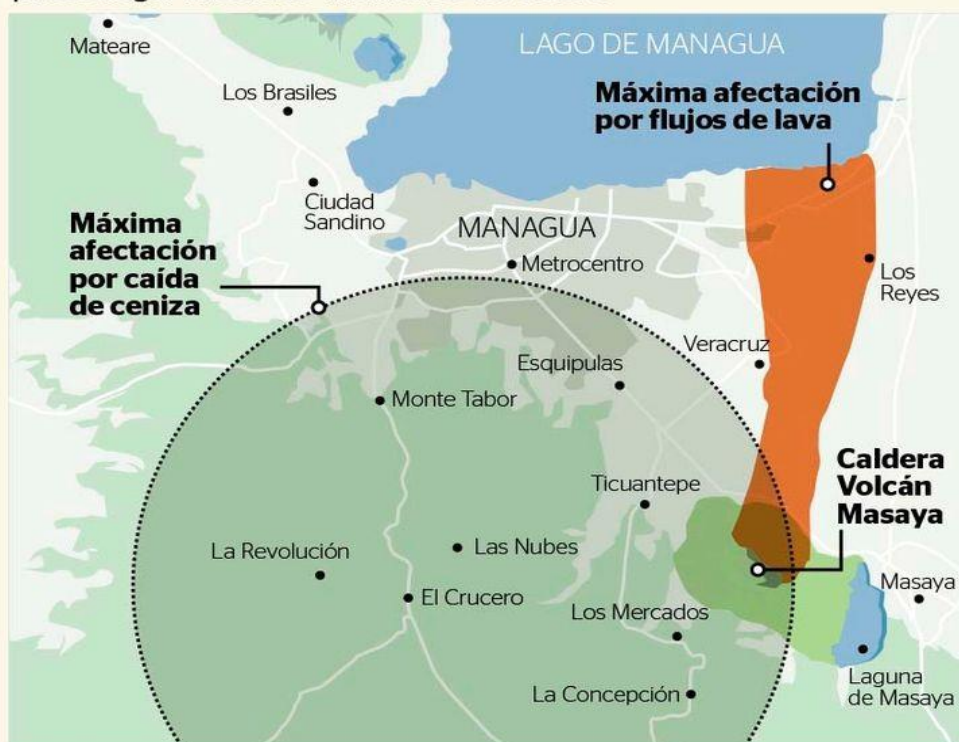 Mateare
LAGO DE MANAGUA
Los Brasiles
Máxima afectación
por flujos de lava
Ciudad
Sandino
Máxima
afectación
por caída
de ceniza
MANAGUA
Metrocentro
Los
Reyes
Veracruz
Esquipulas
Monte Tabor
Caldera
Volcán
Masaya
Ticuantepe
La Revolución
Las Nubes
El Crucero
Los Mercados
Masaya
La Concepción
Laguna
de Masaya